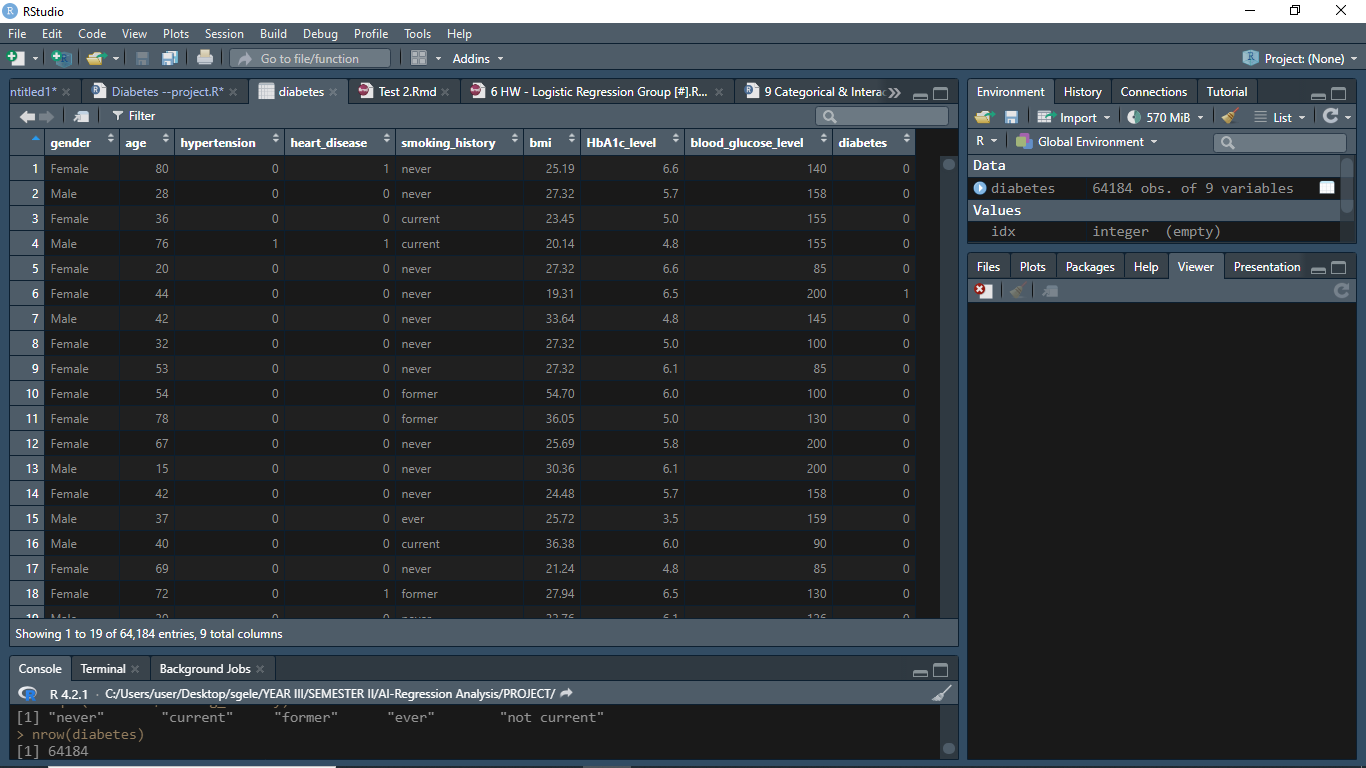 RStudio
File Edit Code View Plots Session Build Debug Profile Tools Help
Go to file/function Addins Project: (None)
ntitled1* Diabetes --project.R* diabetes Test 2.Rmd 6 HW - Logistic Regression Group [#].R... 9 Categorical & Intera
Filter
gender age hypertension heart_disease smoking_history bmi HbA1c_level blood_glucose_level diabetes
1 Female 80 0 1 never 25.19 6.6 140 0
2 Male 28 0 0 never 27.32 5.7 158 0
3 Female 36 0 0 current 23.45 5.0 155 0
4 Male 76 1 1 current 20.14 4.8 155 0
5 Female 20 0 0 never 27.32 6.6 85 0
6 Female 44 0 0 never 19.31 6.5 200 1
7 Male 42 0 0 never 33.64 4.8 145 0
8 Female 32 0 0 never 27.32 5.0 100 0
9 Female 53 0 0 never 27.32 6.1 85 0
10 Female 54 0 0 former 54.70 6.0 100 0
11 Female 78 0 0 former 36.05 5.0 130 0
12 Female 67 0 0 never 25.69 5.8 200 0
13 Male 15 0 0 never 30.36 6.1 200 0
14 Female 42 0 0 never 24.48 5.7 158 0
15 Male 37 0 0 ever 25.72 3.5 159 0
16 Male 40 0 0 current 36.38 6.0 90 0
17 Female 69 0 0 never 21.24 4.8 85 0
18 Female 72 0 1 former 27.94 6.5 130 0
Showing 1 to 19 of 64,184 entries, 9 total columns
Console Terminal Background Jobs
R 4.2.1 · C:/Users/user/Desktop/sgele/YEAR III/SEMESTER II/AI-Regression Analysis/PROJECT/
[1] "never" "current" "former" "ever" "not current"
> nrow(diabetes)
[1] 64184
Environment History Connections Tutorial
Import 570 MiB List
R Global Environment
Data
diabetes 64184 obs. of 9 variables
Values
idx integer (empty)
Files Plots Packages Help Viewer Presentation